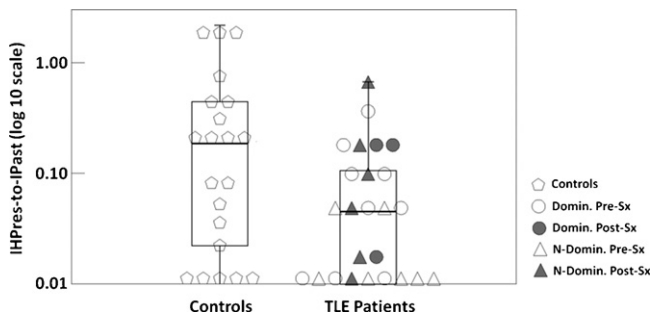 IHPres-to-IPast (log 10 scale)
1.00
0.10
0.01
Controls
TLE Patients
Controls
Domin. Pre-Sx
Domin. Post-Sx
N-Domin. Pre-Sx
N-Domin. Post-Sx